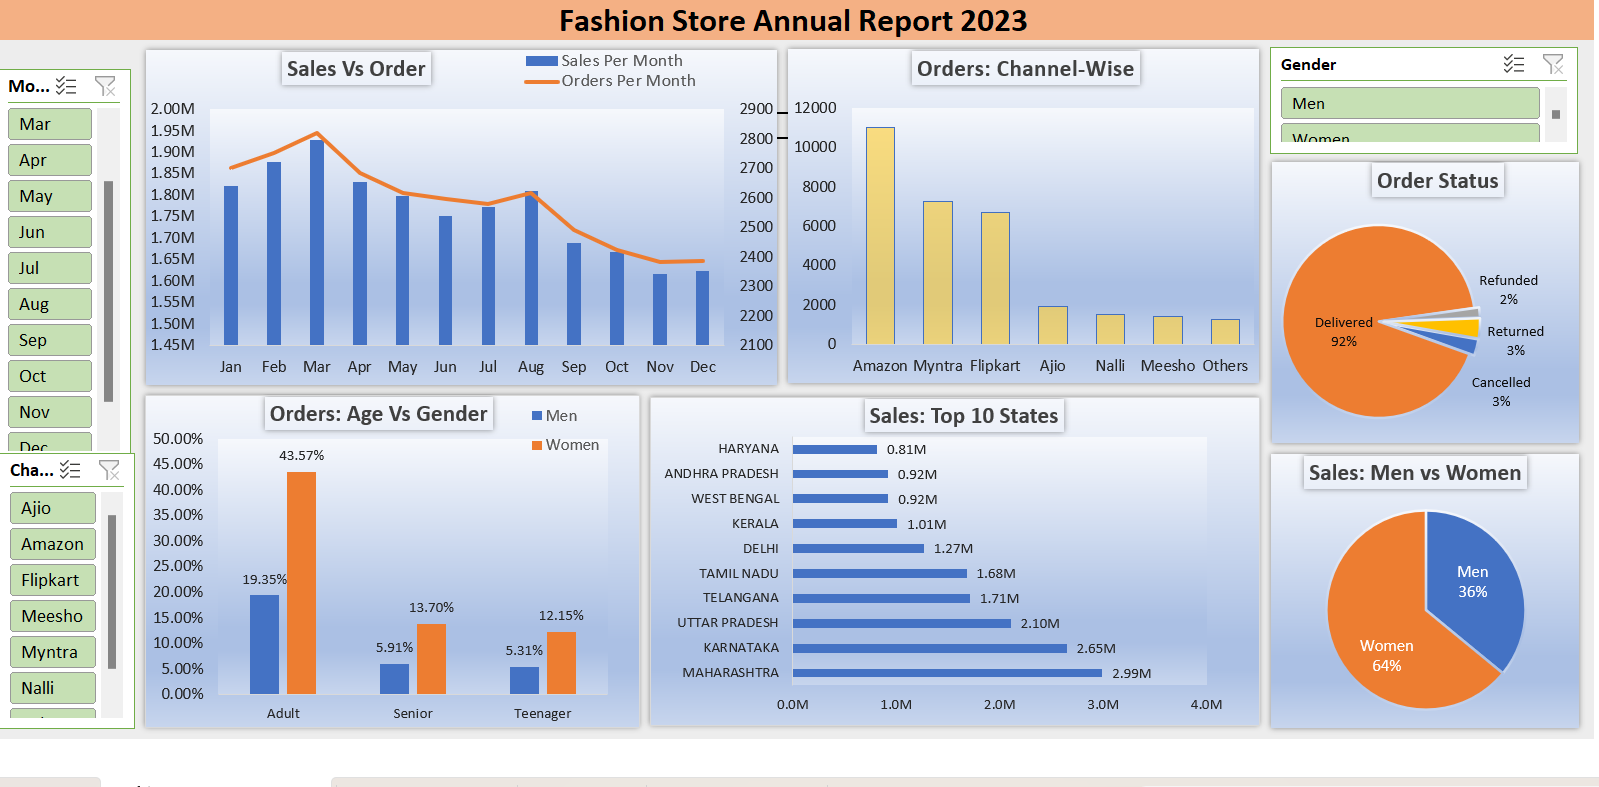 Fashion Store Annual Report 2023
Mo...
Mar
Apr
May
Jun
Jul
Aug
Sep
Oct
Nov
Dec
Cha...
Ajio
Amazon
Flipkart
Meesho
Myntra
Nalli
Sales Vs Order
Sales Per Month
Orders Per Month
2.00M
1.95M
1.90M
1.85M
1.80M
1.75M
1.70M
1.65M
1.60M
1.55M
1.50M
1.45M
2900
2800
2700
2600
2500
2400
2300
2200
2100
Jan Feb Mar Apr May Jun Jul Aug Sep Oct Nov Dec
Orders: Channel-Wise
12000
10000
8000
6000
4000
2000
0
Amazon Myntra Flipkart Ajio Nalli Meesho Others
Gender
Men
Women
Order Status
Refunded
2%
Delivered
92%
Returned
3%
Cancelled
3%
Orders: Age Vs Gender
Men
Women
50.00%
45.00%
40.00%
35.00%
30.00%
25.00%
20.00%
15.00%
10.00%
5.00%
0.00%
19.35%
43.57%
5.91%
13.70%
5.31%
12.15%
Adult Senior Teenager
Sales: Top 10 States
HARYANA 0.81M
ANDHRA PRADESH 0.92M
WEST BENGAL 0.92M
KERALA 1.01M
DELHI 1.27M
TAMIL NADU 1.68M
TELANGANA 1.71M
UTTAR PRADESH 2.10M
KARNATAKA 2.65M
MAHARASHTRA 2.99M
0.0M 1.0M 2.0M 3.0M 4.0M
Sales: Men vs Women
Men
36%
Women
64%